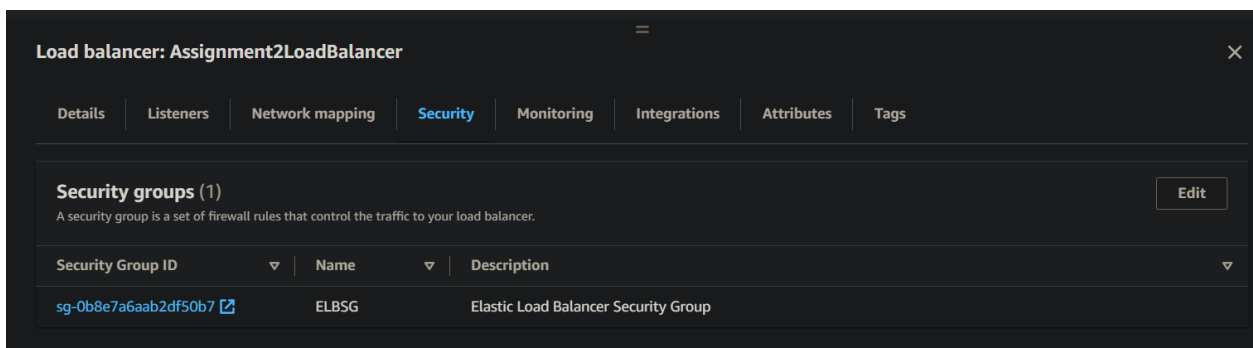 Load balancer: Assignment2LoadBalancer
Details Listeners Network mapping Security Monitoring Integrations Attributes Tags
Security groups (1)
Edit
A security group is a set of firewall rules that control the traffic to your load balancer.
Security Group ID Name Description
sg-0b8e7a6aab2df50b7 ELBSG Elastic Load Balancer Security Group